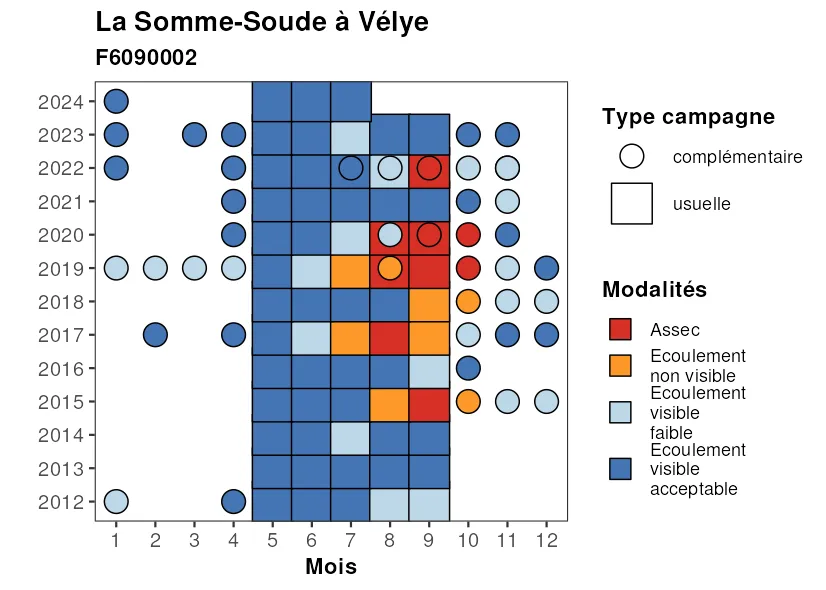 La Somme-Soude à Vélye
F6090002
2024
2023
2022
2021
2020
2019
2018
2017
2016
2015
2014
2013
2012
1 2 3 4 5 6 7 8 9 10 11 12
Mois
Type campagne
complémentaire
usuelle
Modalités
Assec
Ecoulement
non visible
Ecoulement
visible
faible
Ecoulement
visible
acceptable